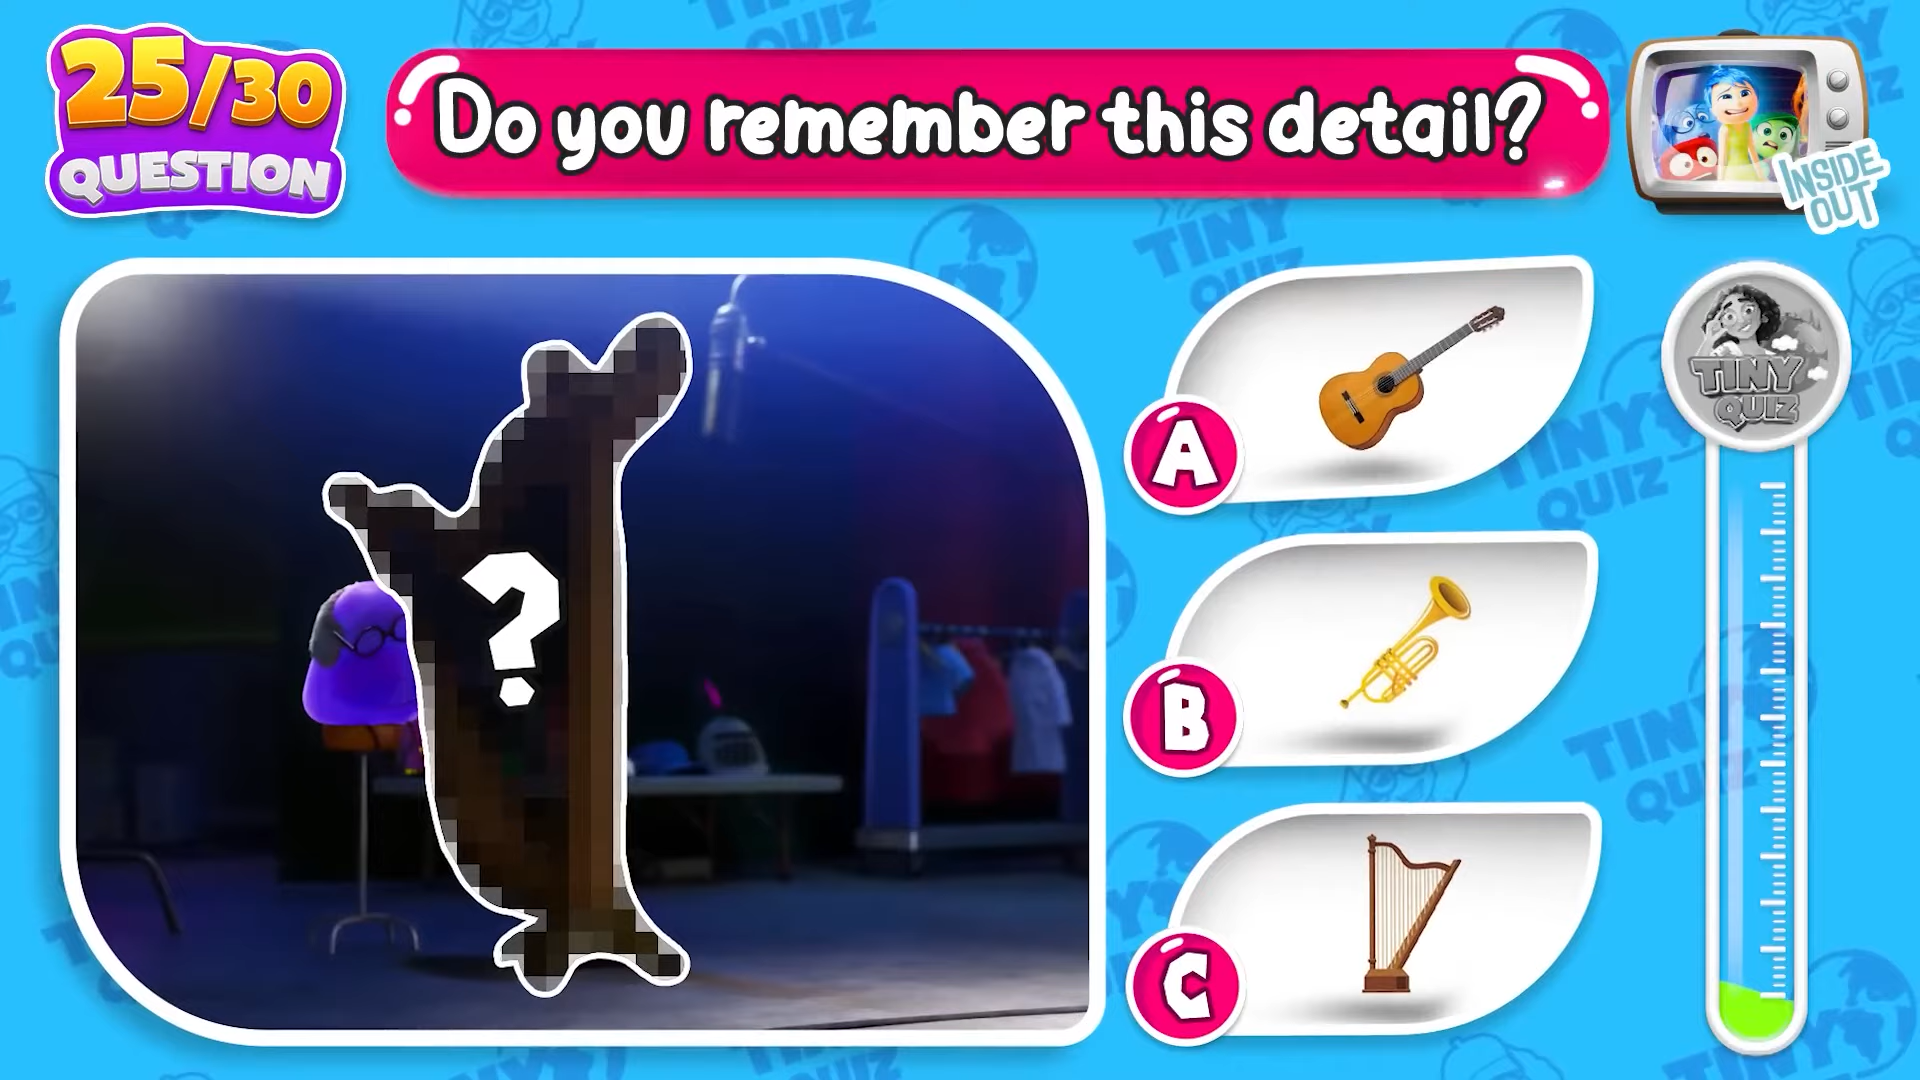 25/30
QUESTION
Do you remember this detail?
INSIDE
OUT
?
A
B
C
TINY
QUIZ